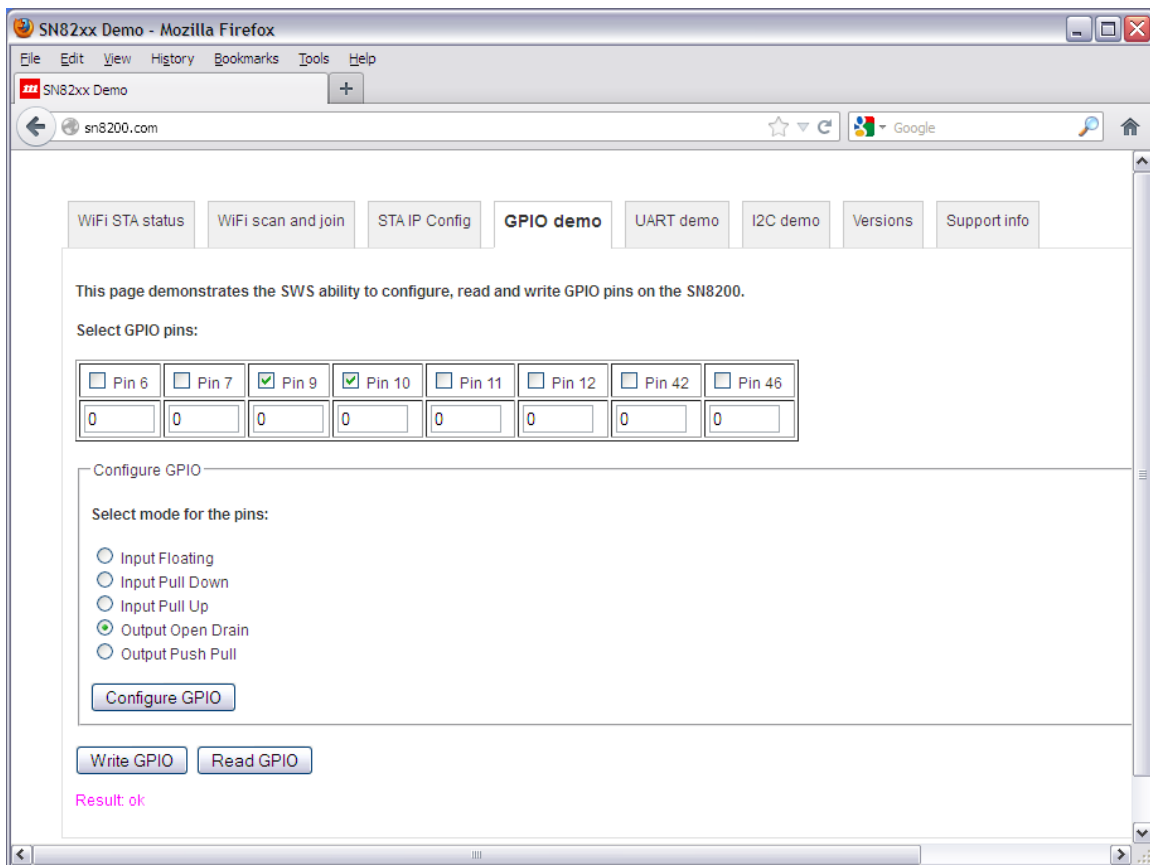 SN82xx Demo - Mozilla Firefox
File Edit View History Bookmarks Tools Help
m SN82xx Demo +
sn8200.com Google
WiFi STA status WiFi scan and join STA IP Config GPIO demo UART demo I2C demo Versions Support info
This page demonstrates the SWS ability to configure, read and write GPIO pins on the SN8200.
Select GPIO pins:
Pin 6 Pin 7 Pin 9 Pin 10 Pin 11 Pin 12 Pin 42 Pin 46
0 0 0 0 0 0 0 0
Configure GPIO
Select mode for the pins:
Input Floating
Input Pull Down
Input Pull Up
Output Open Drain
Output Push Pull
Configure GPIO
Write GPIO Read GPIO
Result: ok